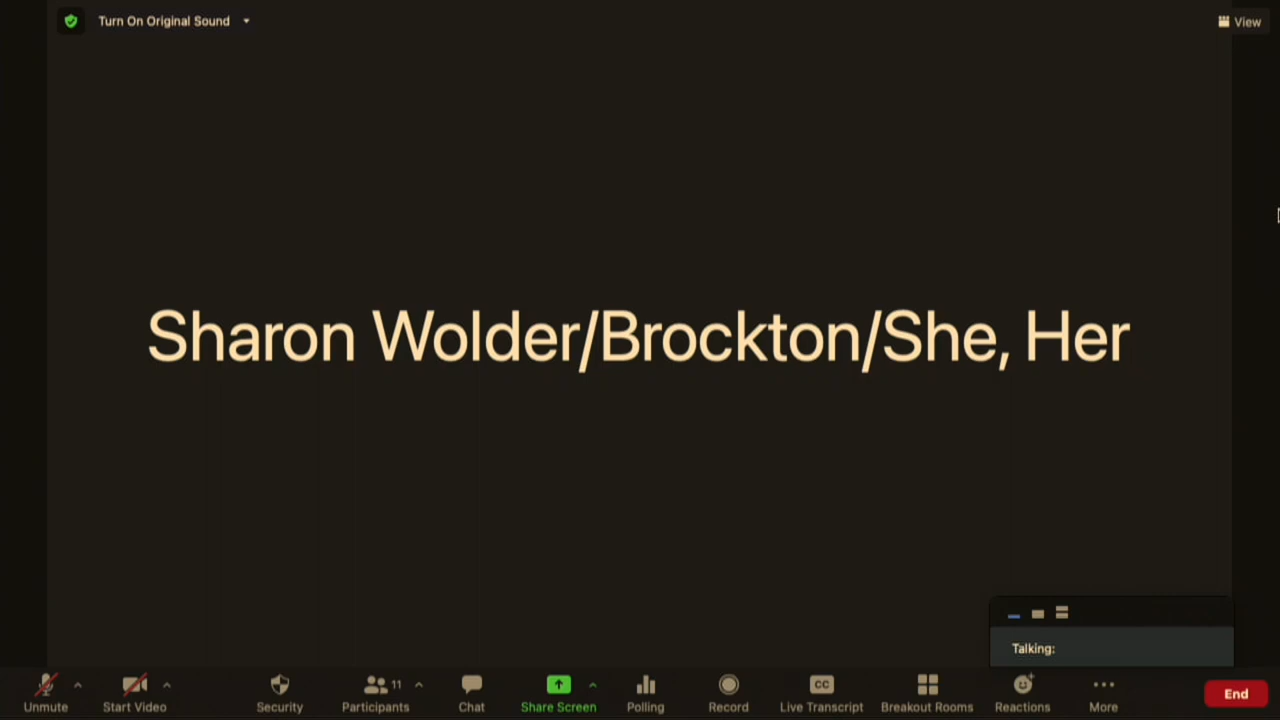 Turn On Original Sound
View
Sharon Wolder/Brockton/She, Her
Talking:
11
CC
Unmute
Start Video
Security
Participants
Chat
Share Screen
Polling
Record
Live Transcript
Breakout Rooms
Reactions
More
End